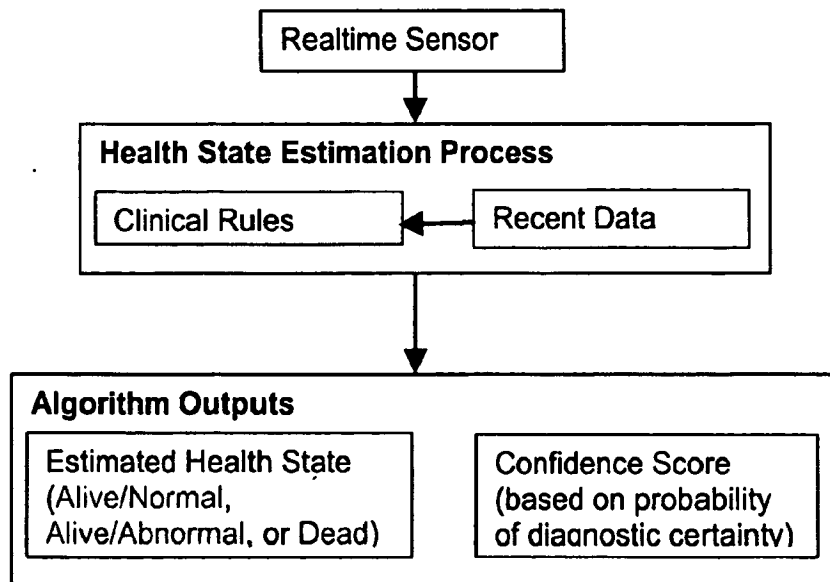 Realtime Sensor
Health State Estimation Process
Clinical Rules
Recent Data
Algorithm Outputs
Estimated Health State
(Alive/Normal,
Alive/Abnormal, or Dead)
Confidence Score
(based on probability
of diagnostic certainty)